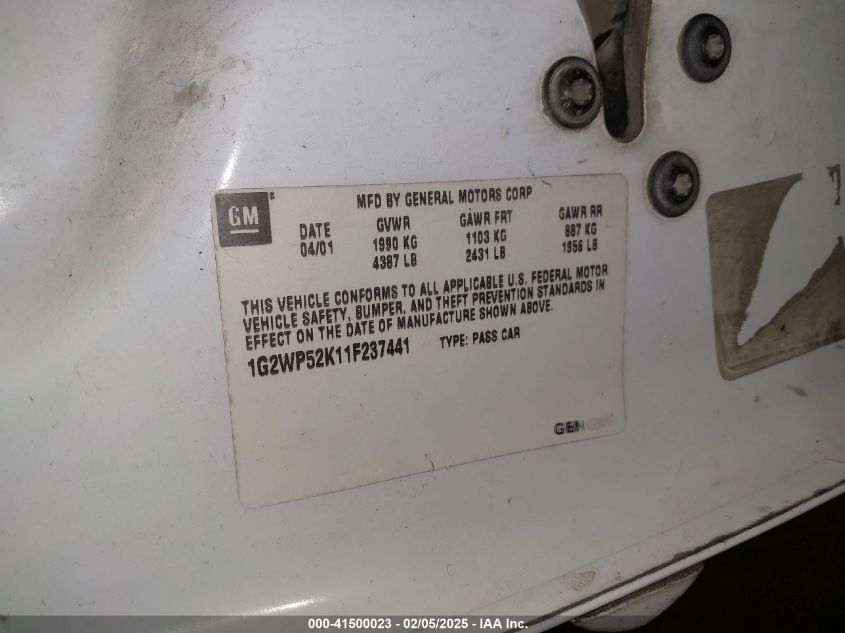 GM
MFD BY GENERAL MOTORS CORP
DATE GVWR GAWR FRT GAWR RR
04/01 1990 KG 1103 KG 887 KG
4387 LB 2431 LB 1956 LB
THIS VEHICLE CONFORMS TO ALL APPLICABLE U.S. FEDERAL MOTOR
VEHICLE SAFETY, BUMPER, AND THEFT PREVENTION STANDARDS IN
EFFECT ON THE DATE OF MANUFACTURE SHOWN ABOVE.
1G2WP52K11F237441 TYPE: PASS CAR
000-41500023 - 02/05/2025 - IAA Inc.